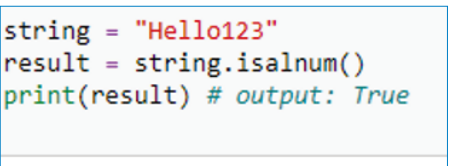 string = "Hello123"
result = string.isalnum()
print(result) # output: True